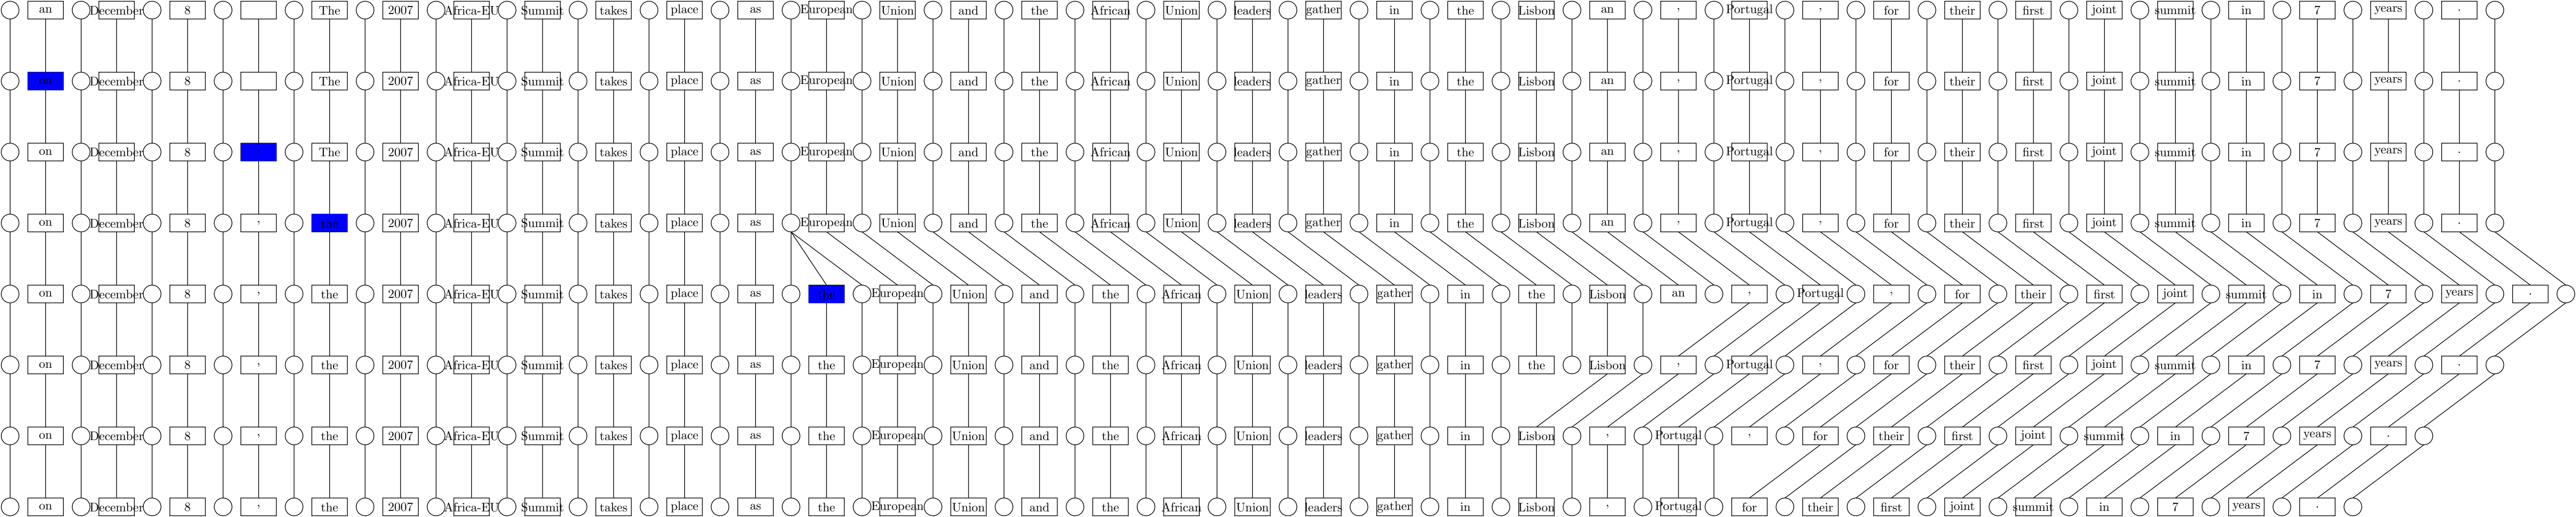 an December 8 The 2007 Africa-EU Summit takes place as European Union and the African Union leaders gather in the Lisbon an , Portugal , for their first joint summit in 7 years .
on December 8 The 2007 Africa-EU Summit takes place as European Union and the African Union leaders gather in the Lisbon an , Portugal , for their first joint summit in 7 years .
on December 8 , The 2007 Africa-EU Summit takes place as European Union and the African Union leaders gather in the Lisbon an , Portugal , for their first joint summit in 7 years .
on December 8 , the 2007 Africa-EU Summit takes place as European Union and the African Union leaders gather in the Lisbon an , Portugal , for their first joint summit in 7 years .
on December 8 , the 2007 Africa-EU Summit takes place as the European Union and the African Union leaders gather in the Lisbon an , Portugal , for their first joint summit in 7 years .
on December 8 , the 2007 Africa-EU Summit takes place as the European Union and the African Union leaders gather in the Lisbon , Portugal , for their first joint summit in 7 years .
on December 8 , the 2007 Africa-EU Summit takes place as the European Union and the African Union leaders gather in Lisbon , Portugal , for their first joint summit in 7 years .
on December 8 , the 2007 Africa-EU Summit takes place as the European Union and the African Union leaders gather in Lisbon , Portugal for their first joint summit in 7 years .